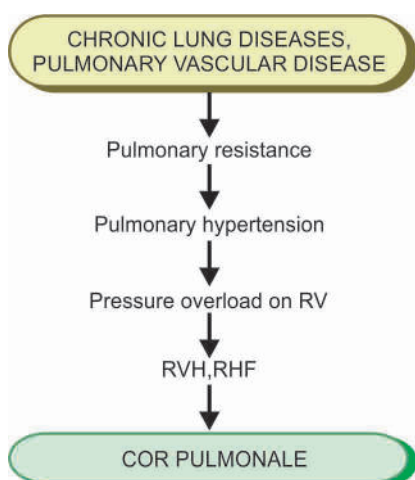 CHRONIC LUNG DISEASES,
PULMONARY VASCULAR DISEASE
Pulmonary resistance
Pulmonary hypertension
Pressure overload on RV
RVH,RHF
COR PULMONALE